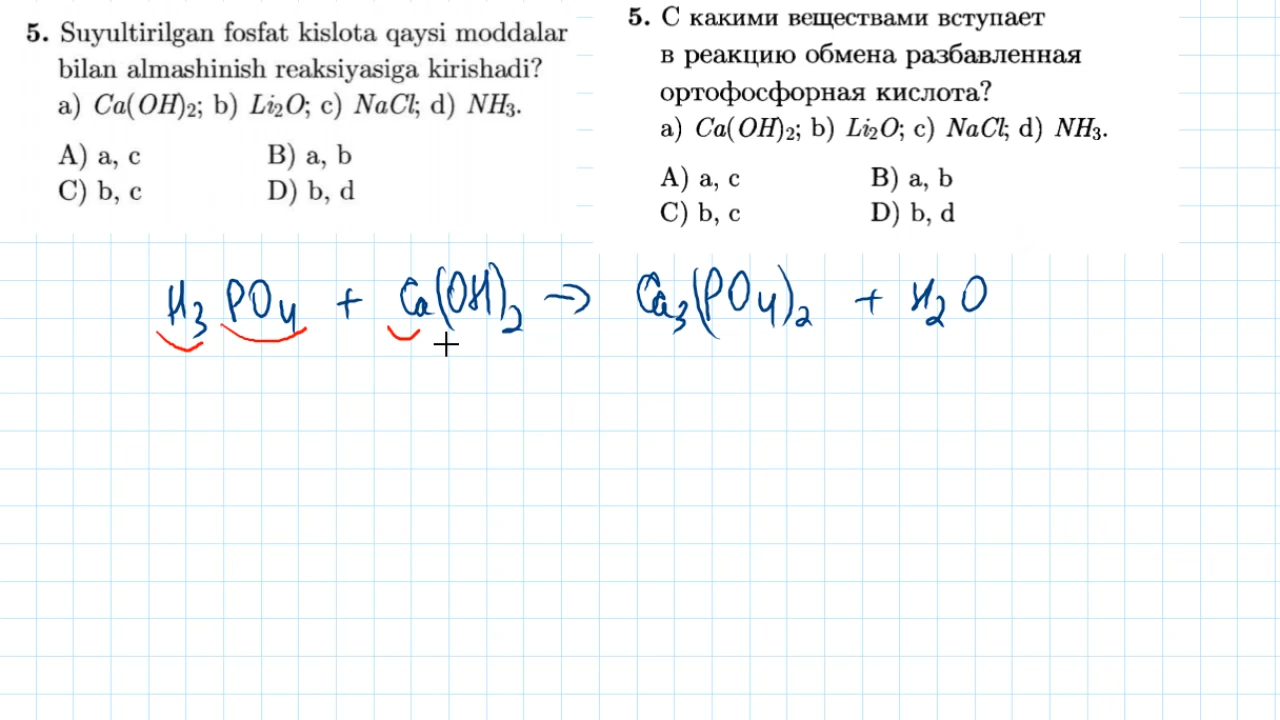 5. Suyultirilgan fosfat kislota qaysi moddalar
bilan almashinish reaksiyasiga kirishadi?
a) Ca(OH)₂; b) Li₂O; c) NaCl; d) NH₃.
A) a, c B) a, b
C) b, c D) b, d
5. С какими веществами вступает
в реакцию обмена разбавленная
ортофосфорная кислота?
a) Ca(OH)₂; b) Li₂O; c) NaCl; d) NH₃.
A) a, c B) a, b
C) b, c D) b, d
H₃PO₄ + Ca(OH)₂ → Ca₃(PO₄)₂ + H₂O